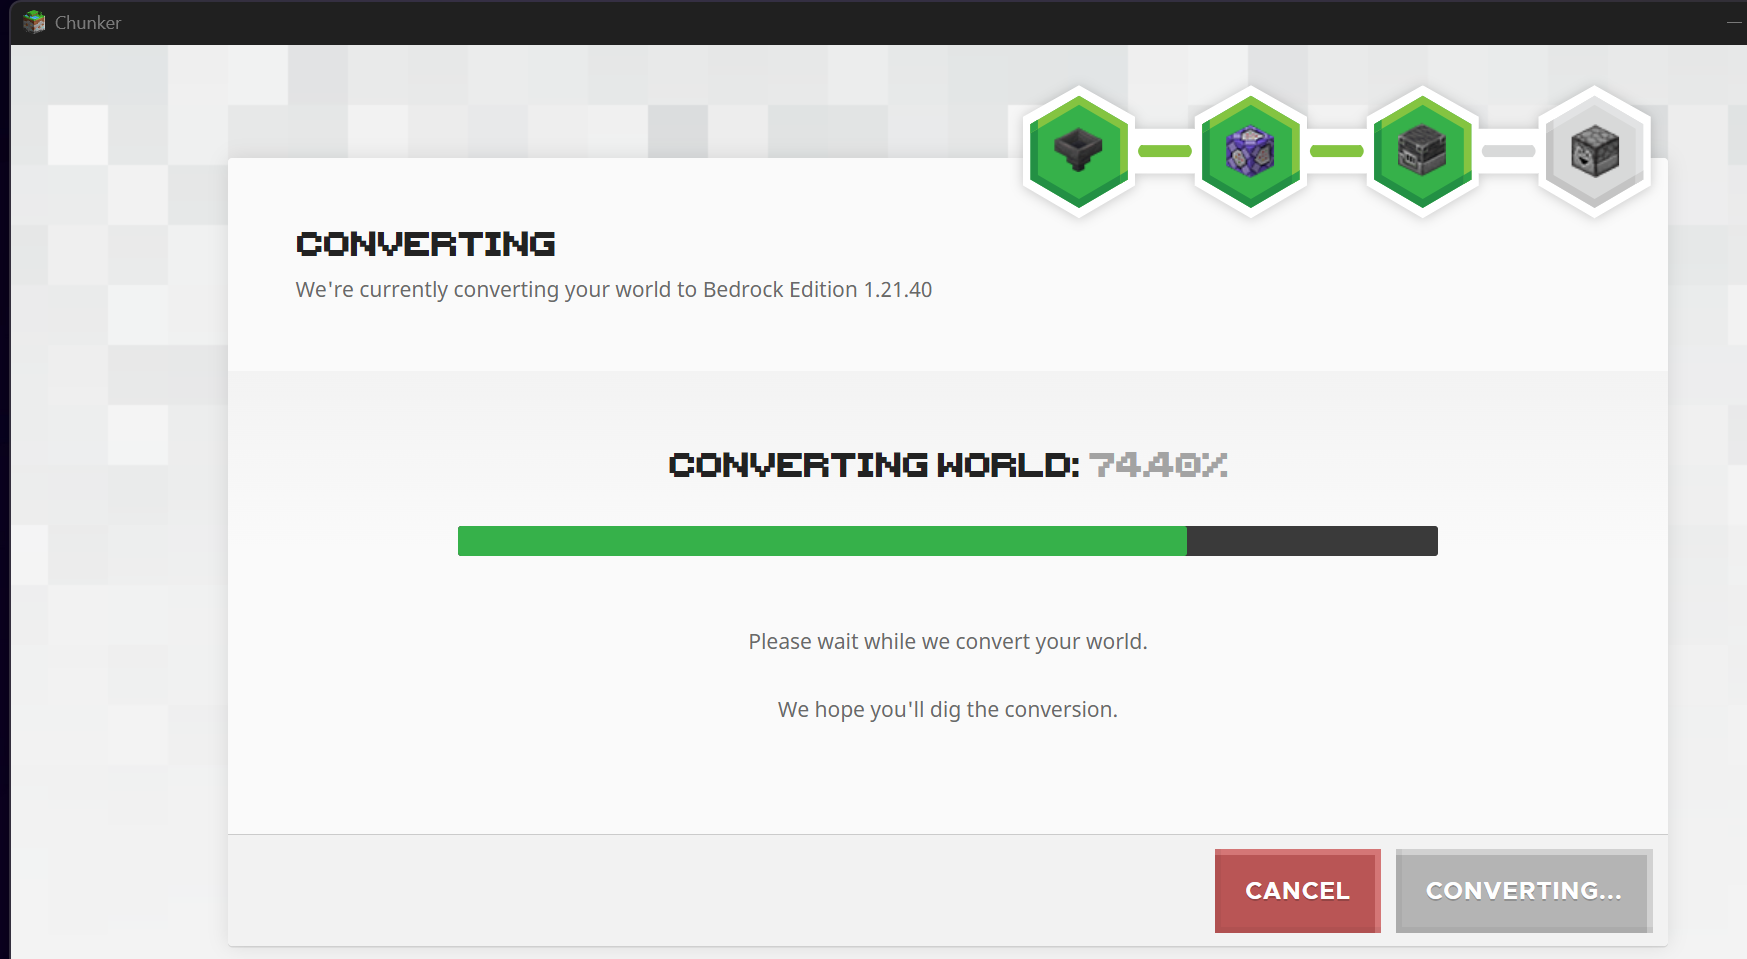 Chunker
CONVERTING
We're currently converting your world to Bedrock Edition 1.21.40
CONVERTING WORLD: 74.40%
Please wait while we convert your world.
We hope you'll dig the conversion.
CANCEL
CONVERTING...